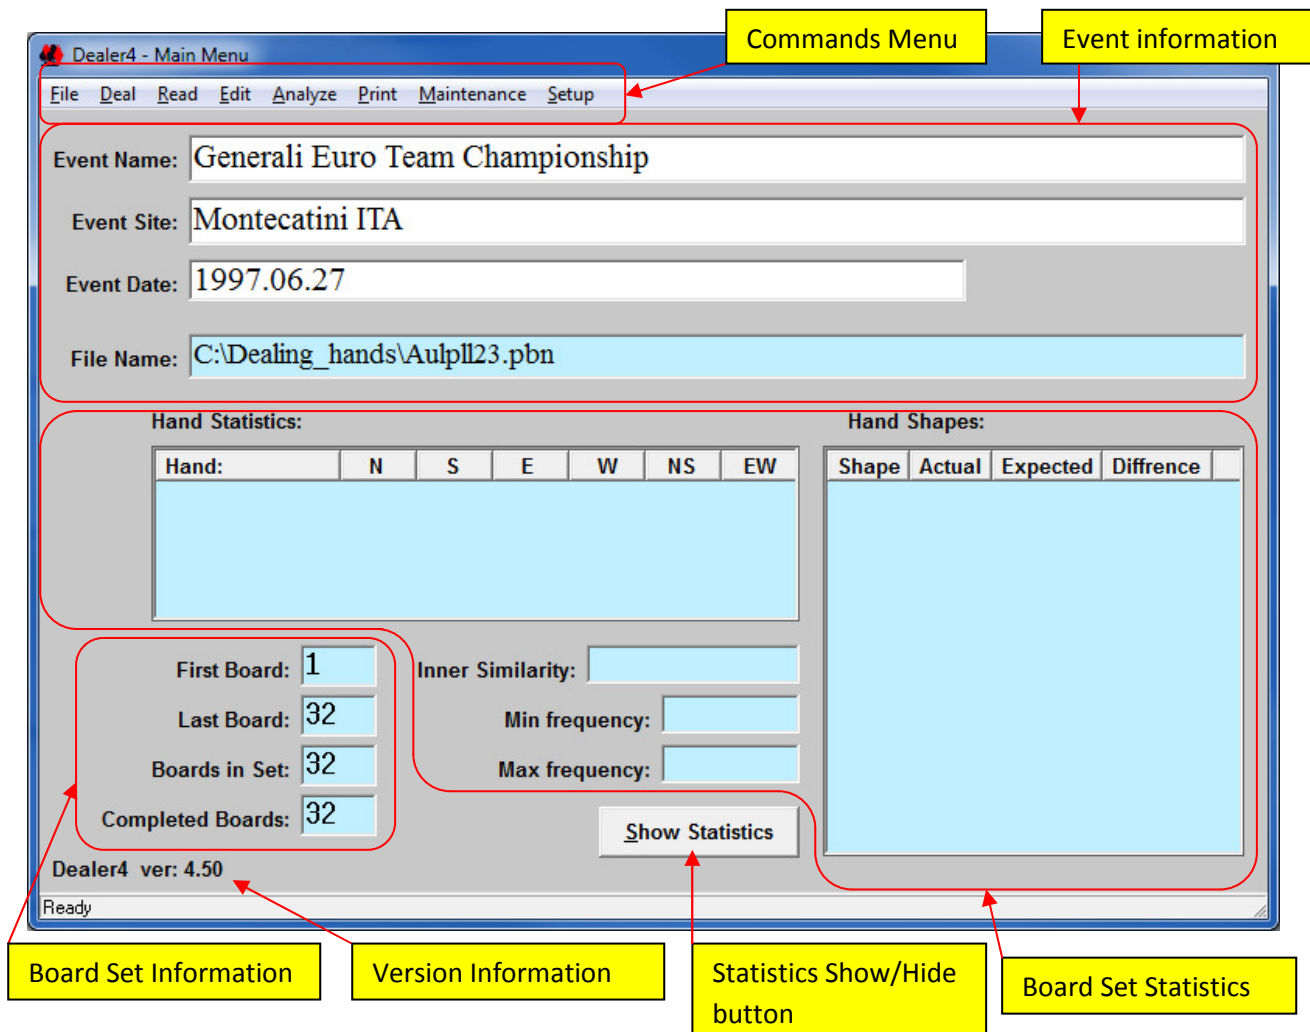 Commands Menu
Event information
Dealer4 - Main Menu
File Deal Read Edit Analyze Print Maintenance Setup
Event Name: Generali Euro Team Championship
Event Site: Montecatini ITA
Event Date: 1997.06.27
File Name: C:\Dealing_hands\Aulpll23.pbn
Hand Statistics:
Hand: N S E W NS EW
Hand Shapes:
Shape Actual Expected Diffrence
First Board: 1
Last Board: 32
Boards in Set: 32
Completed Boards: 32
Inner Similarity:
Min frequency:
Max frequency:
Show Statistics
Dealer4 ver: 4.50
Ready
Board Set Information
Version Information
Statistics Show/Hide
button
Board Set Statistics